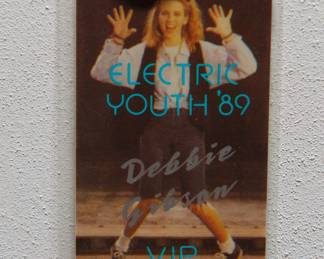 ELECTRIC
YOUTH '89
Debbie
Gibson
VIP